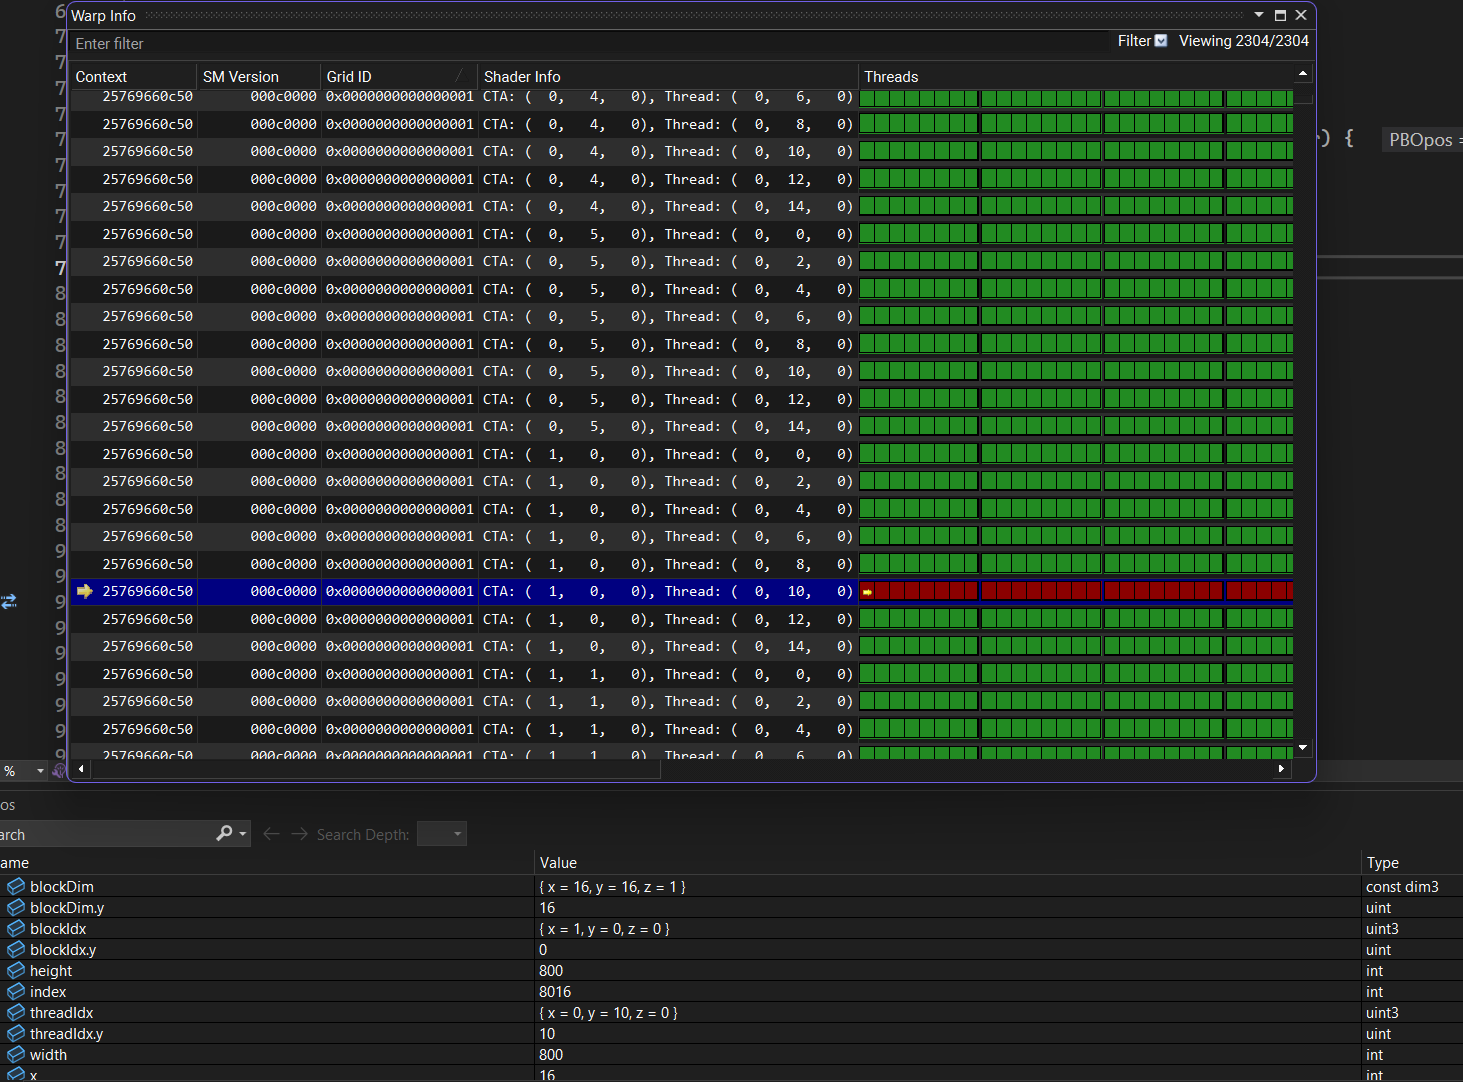 Warp Info
Enter filter Filter Viewing 2304/2304
Context SM Version Grid ID Shader Info Threads
25769660c50 000c0000 0x0000000000000001 CTA: ( 0, 4, 0), Thread: ( 0, 6, 0)
25769660c50 000c0000 0x0000000000000001 CTA: ( 0, 4, 0), Thread: ( 0, 8, 0)
) { PBOpos =
25769660c50 000c0000 0x0000000000000001 CTA: ( 0, 4, 0), Thread: ( 0, 10, 0)
25769660c50 000c0000 0x0000000000000001 CTA: ( 0, 4, 0), Thread: ( 0, 12, 0)
25769660c50 000c0000 0x0000000000000001 CTA: ( 0, 4, 0), Thread: ( 0, 14, 0)
25769660c50 000c0000 0x0000000000000001 CTA: ( 0, 5, 0), Thread: ( 0, 0, 0)
25769660c50 000c0000 0x0000000000000001 CTA: ( 0, 5, 0), Thread: ( 0, 2, 0)
25769660c50 000c0000 0x0000000000000001 CTA: ( 0, 5, 0), Thread: ( 0, 4, 0)
25769660c50 000c0000 0x0000000000000001 CTA: ( 0, 5, 0), Thread: ( 0, 6, 0)
25769660c50 000c0000 0x0000000000000001 CTA: ( 0, 5, 0), Thread: ( 0, 8, 0)
25769660c50 000c0000 0x0000000000000001 CTA: ( 0, 5, 0), Thread: ( 0, 10, 0)
25769660c50 000c0000 0x0000000000000001 CTA: ( 0, 5, 0), Thread: ( 0, 12, 0)
25769660c50 000c0000 0x0000000000000001 CTA: ( 0, 5, 0), Thread: ( 0, 14, 0)
25769660c50 000c0000 0x0000000000000001 CTA: ( 1, 0, 0), Thread: ( 0, 0, 0)
25769660c50 000c0000 0x0000000000000001 CTA: ( 1, 0, 0), Thread: ( 0, 2, 0)
25769660c50 000c0000 0x0000000000000001 CTA: ( 1, 0, 0), Thread: ( 0, 4, 0)
25769660c50 000c0000 0x0000000000000001 CTA: ( 1, 0, 0), Thread: ( 0, 6, 0)
25769660c50 000c0000 0x0000000000000001 CTA: ( 1, 0, 0), Thread: ( 0, 8, 0)
25769660c50 000c0000 0x0000000000000001 CTA: ( 1, 0, 0), Thread: ( 0, 10, 0)
25769660c50 000c0000 0x0000000000000001 CTA: ( 1, 0, 0), Thread: ( 0, 12, 0)
25769660c50 000c0000 0x0000000000000001 CTA: ( 1, 0, 0), Thread: ( 0, 14, 0)
25769660c50 000c0000 0x0000000000000001 CTA: ( 1, 1, 0), Thread: ( 0, 0, 0)
25769660c50 000c0000 0x0000000000000001 CTA: ( 1, 1, 0), Thread: ( 0, 2, 0)
25769660c50 000c0000 0x0000000000000001 CTA: ( 1, 1, 0), Thread: ( 0, 4, 0)
25769660c50 000c0000 0x0000000000000001 CTA: ( 1, 1, 0), Thread: ( 0, 6, 0)
%
os
arch Search Depth:
ame Value Type
blockDim { x = 16, y = 16, z = 1 } const dim3
blockDim.y 16 uint
blockIdx { x = 1, y = 0, z = 0 } uint3
blockIdx.y 0 uint
height 800 int
index 8016 int
threadIdx { x = 0, y = 10, z = 0 } uint3
threadIdx.y 10 uint
width 800 int
x 16 int